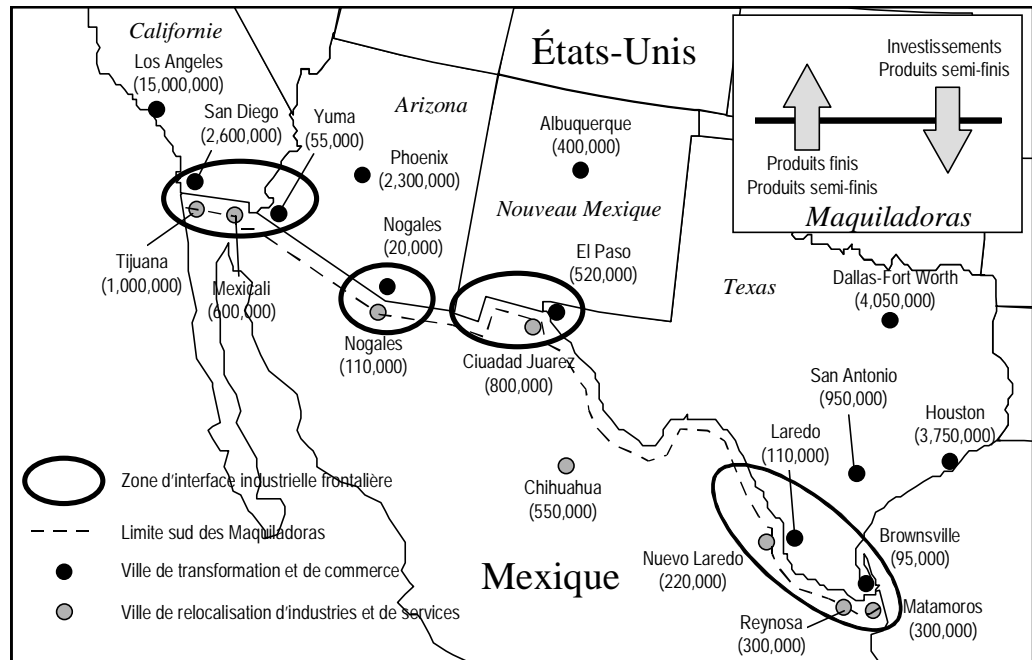 Californie
Los Angeles
(15,000,000)
San Diego
(2,600,000)
Yuma
(55,000)
Arizona
Phoenix
(2,300,000)
États-Unis
Albuquerque
(400,000)
Nouveau Mexique
Investissements
Produits semi-finis
Produits finis
Produits semi-finis
Maquiladoras
Tijuana
(1,000,000)
Mexicali
(600,000)
Nogales
(20,000)
Nogales
(110,000)
El Paso
(520,000)
Ciuadad Juarez
(800,000)
Texas
Dallas-Fort Worth
(4,050,000)
San Antonio
(950,000)
Houston
(3,750,000)
Laredo
(110,000)
Chihuahua
(550,000)
Mexique
Nuevo Laredo
(220,000)
Brownsville
(95,000)
Reynosa
(300,000)
Matamoros
(300,000)
Zone d'interface industrielle frontalière
Limite sud des Maquiladoras
Ville de transformation et de commerce
Ville de relocalisation d'industries et de services